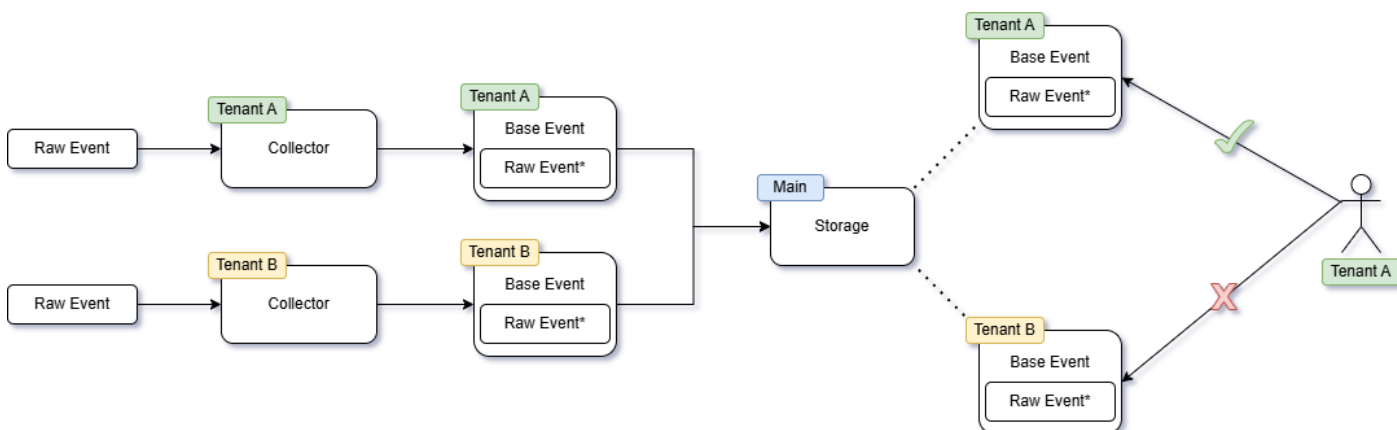 Tenant A
Base Event
Raw Event*
Tenant A
Tenant A
Raw Event
Collector
Base Event
Raw Event*
Main
Storage
Tenant B
Tenant B
Raw Event
Collector
Base Event
Raw Event*
Tenant A
Tenant B
Base Event
Raw Event*